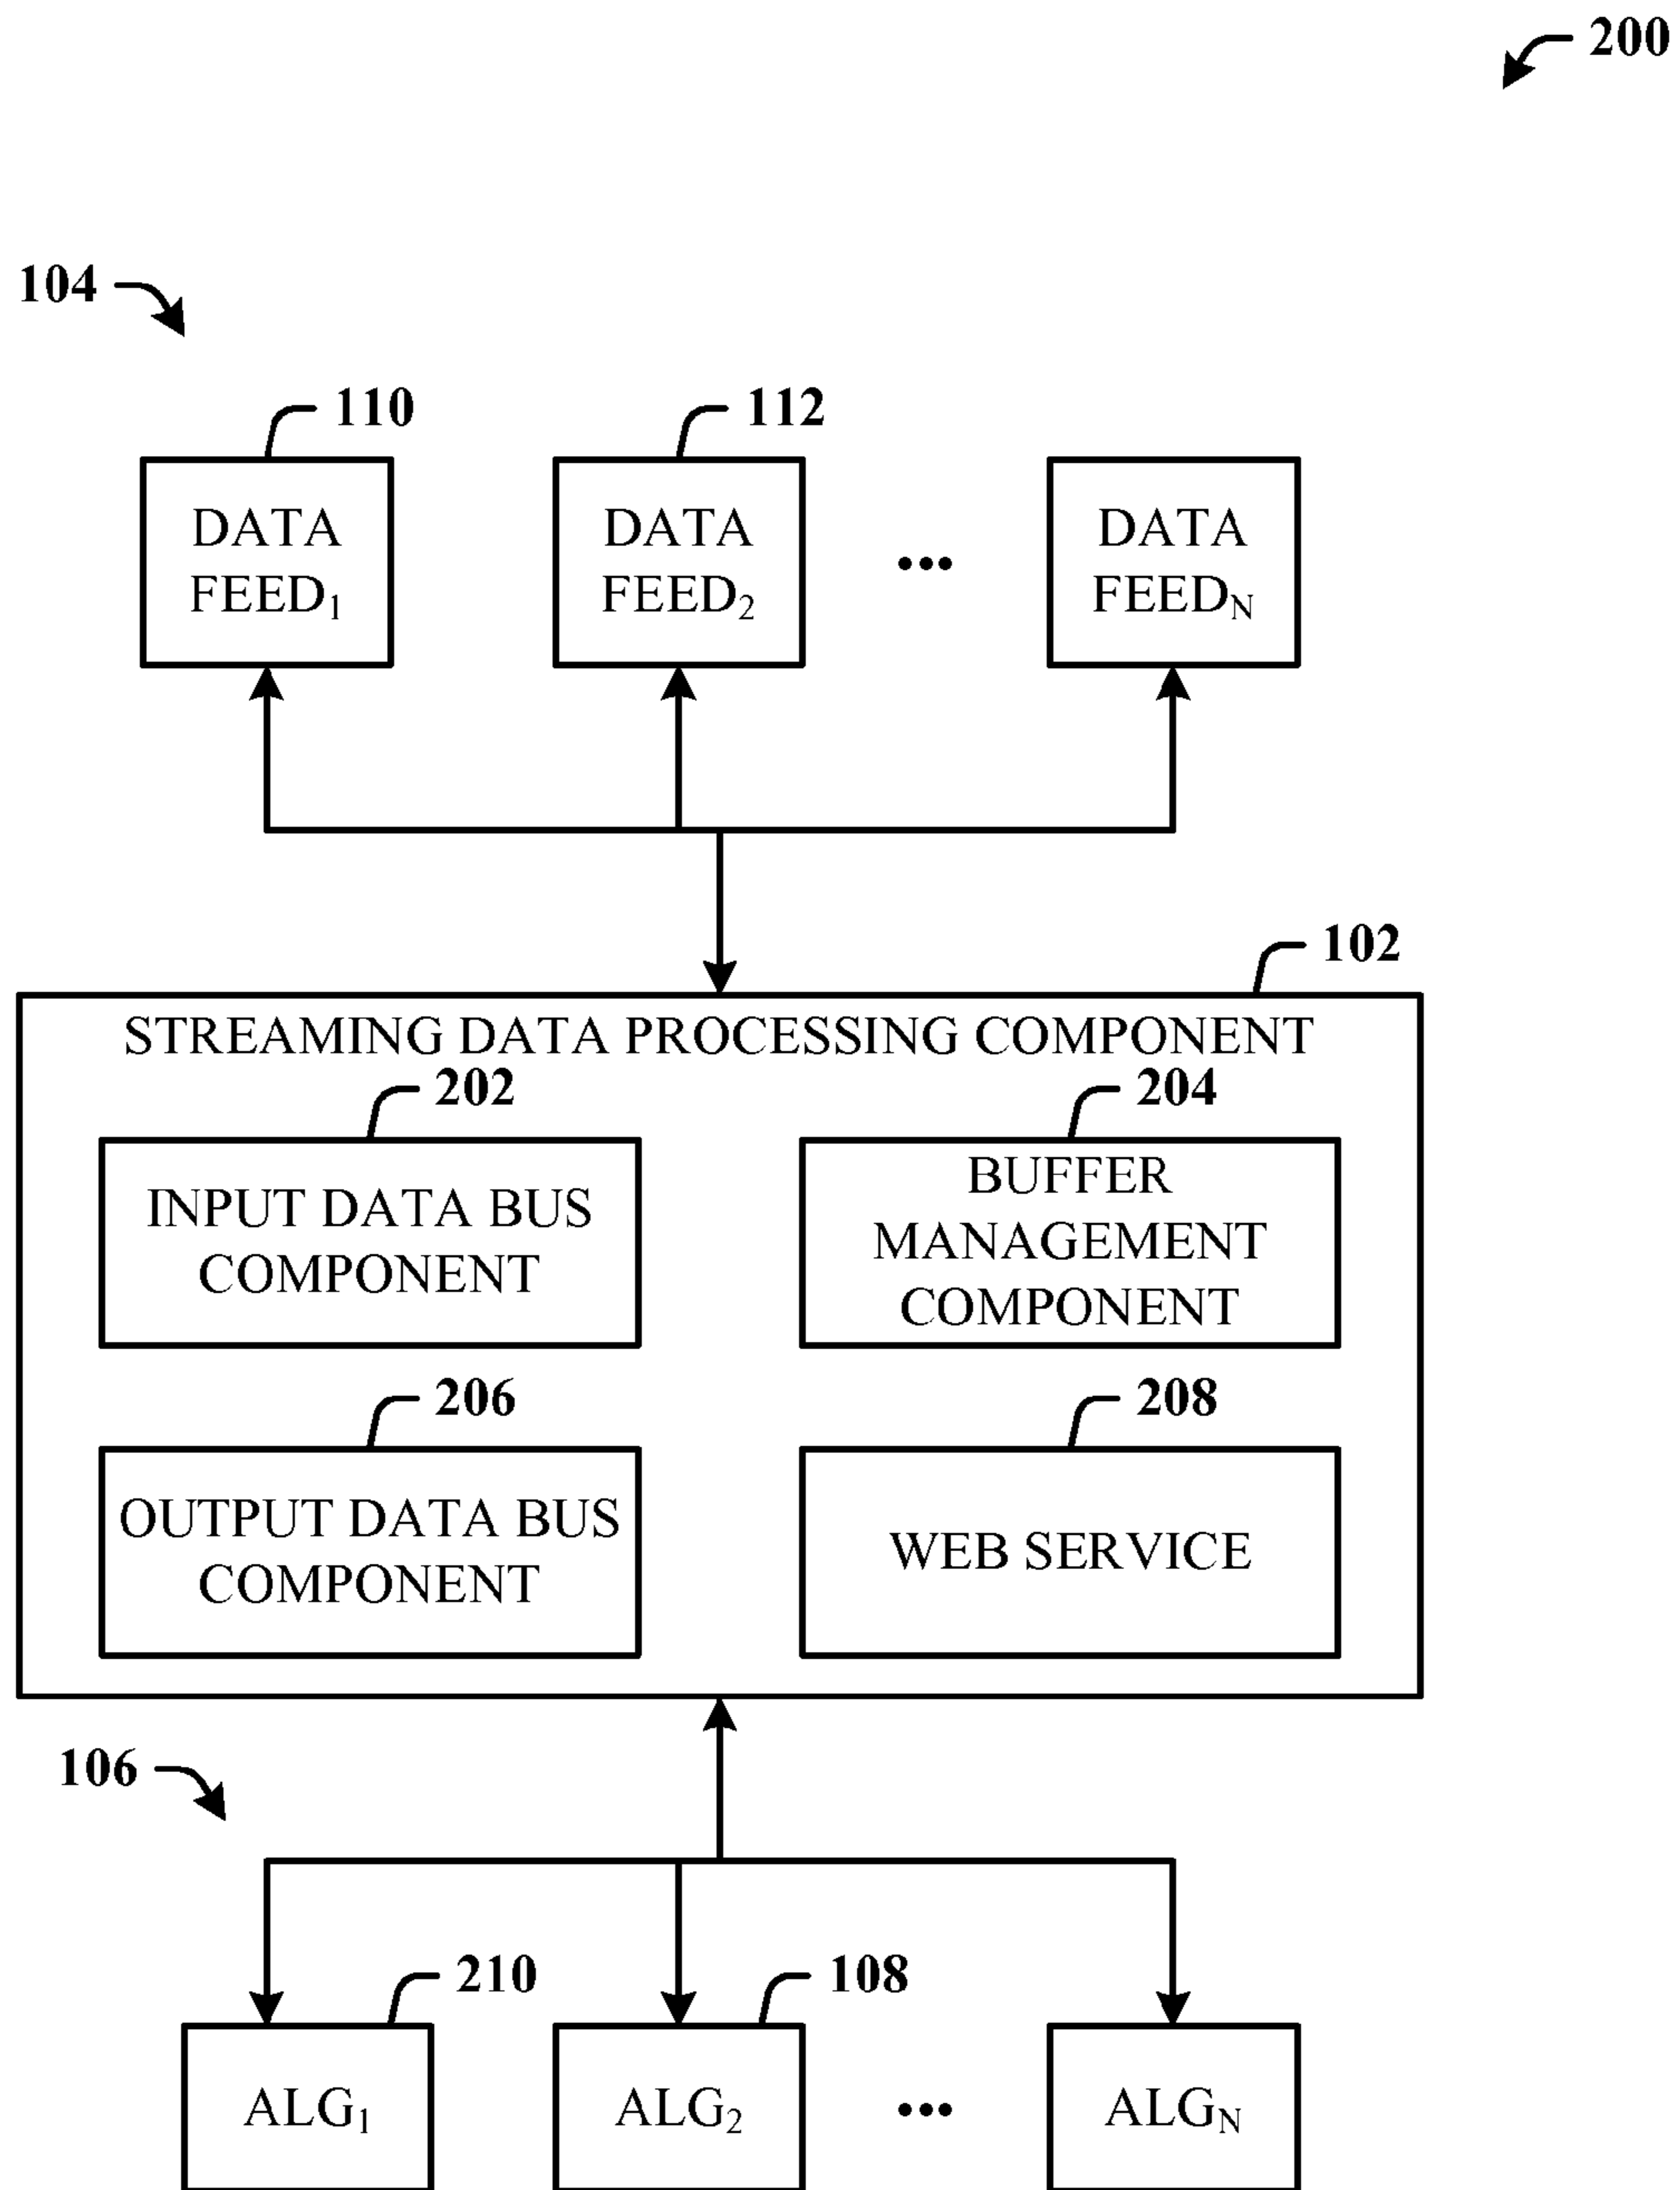 200
104
110
112
DATA
FEED₁
DATA
FEED₂
...
DATA
FEEDN
102
STREAMING DATA PROCESSING COMPONENT
202
204
INPUT DATA BUS
COMPONENT
BUFFER
MANAGEMENT
COMPONENT
206
208
OUTPUT DATA BUS
COMPONENT
WEB SERVICE
106
210
108
ALG₁
ALG₂
...
ALGN